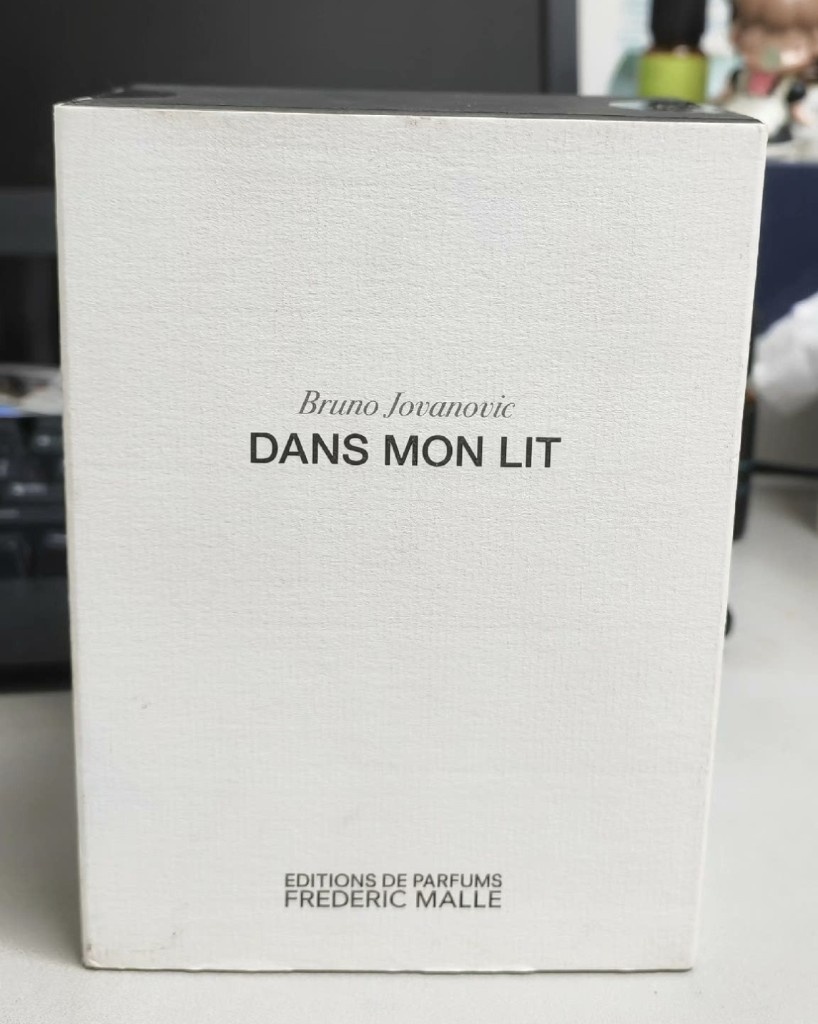 Bruno Jovanovic
DANS MON LIT
EDITIONS DE PARFUMS
FREDERIC MALLE